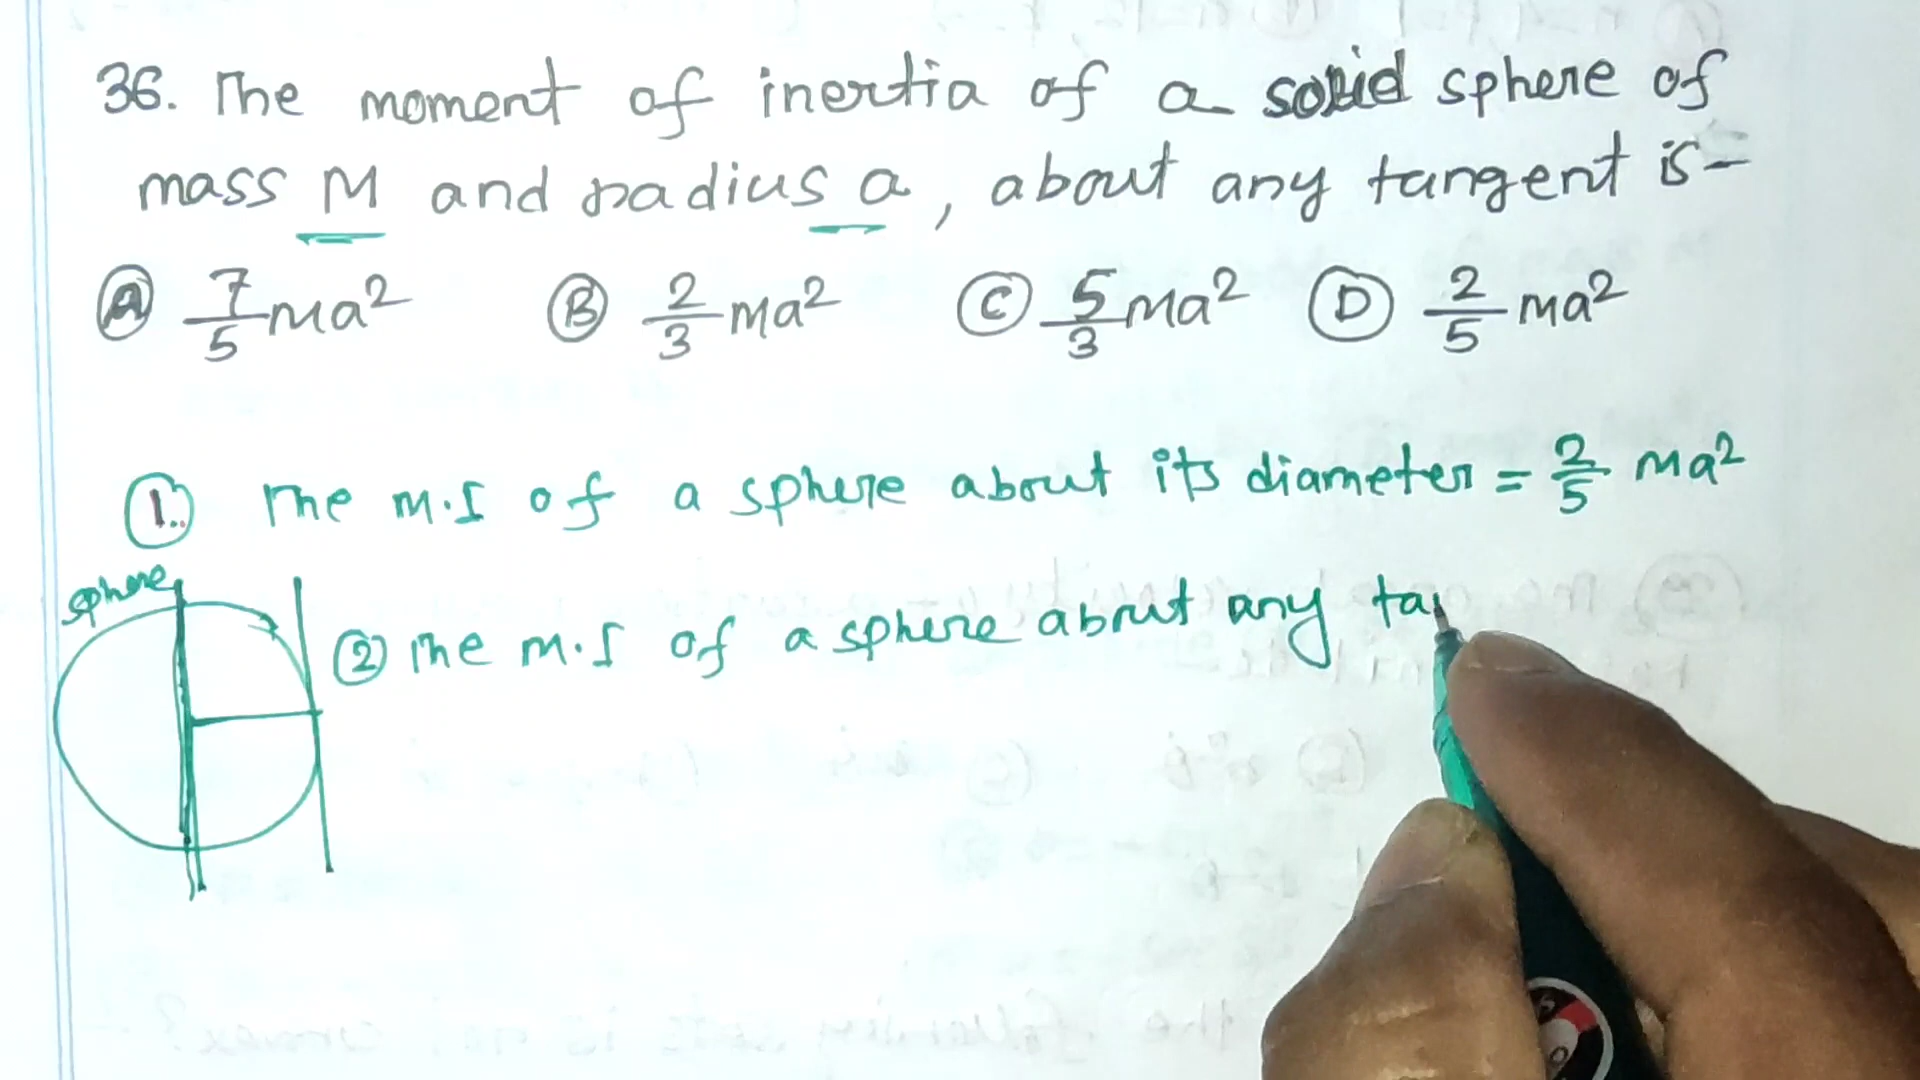 36. The moment of inertia of a solid sphere of
mass M and radius a, about any tangent is-
Ⓐ 7/5 Ma² Ⓑ 2/3 Ma² Ⓒ 5/3 Ma² Ⓓ 2/5 Ma²
① The M.I of a sphere about its diameter = 2/5 Ma²
sphere
② The M.I of a sphere about any tan